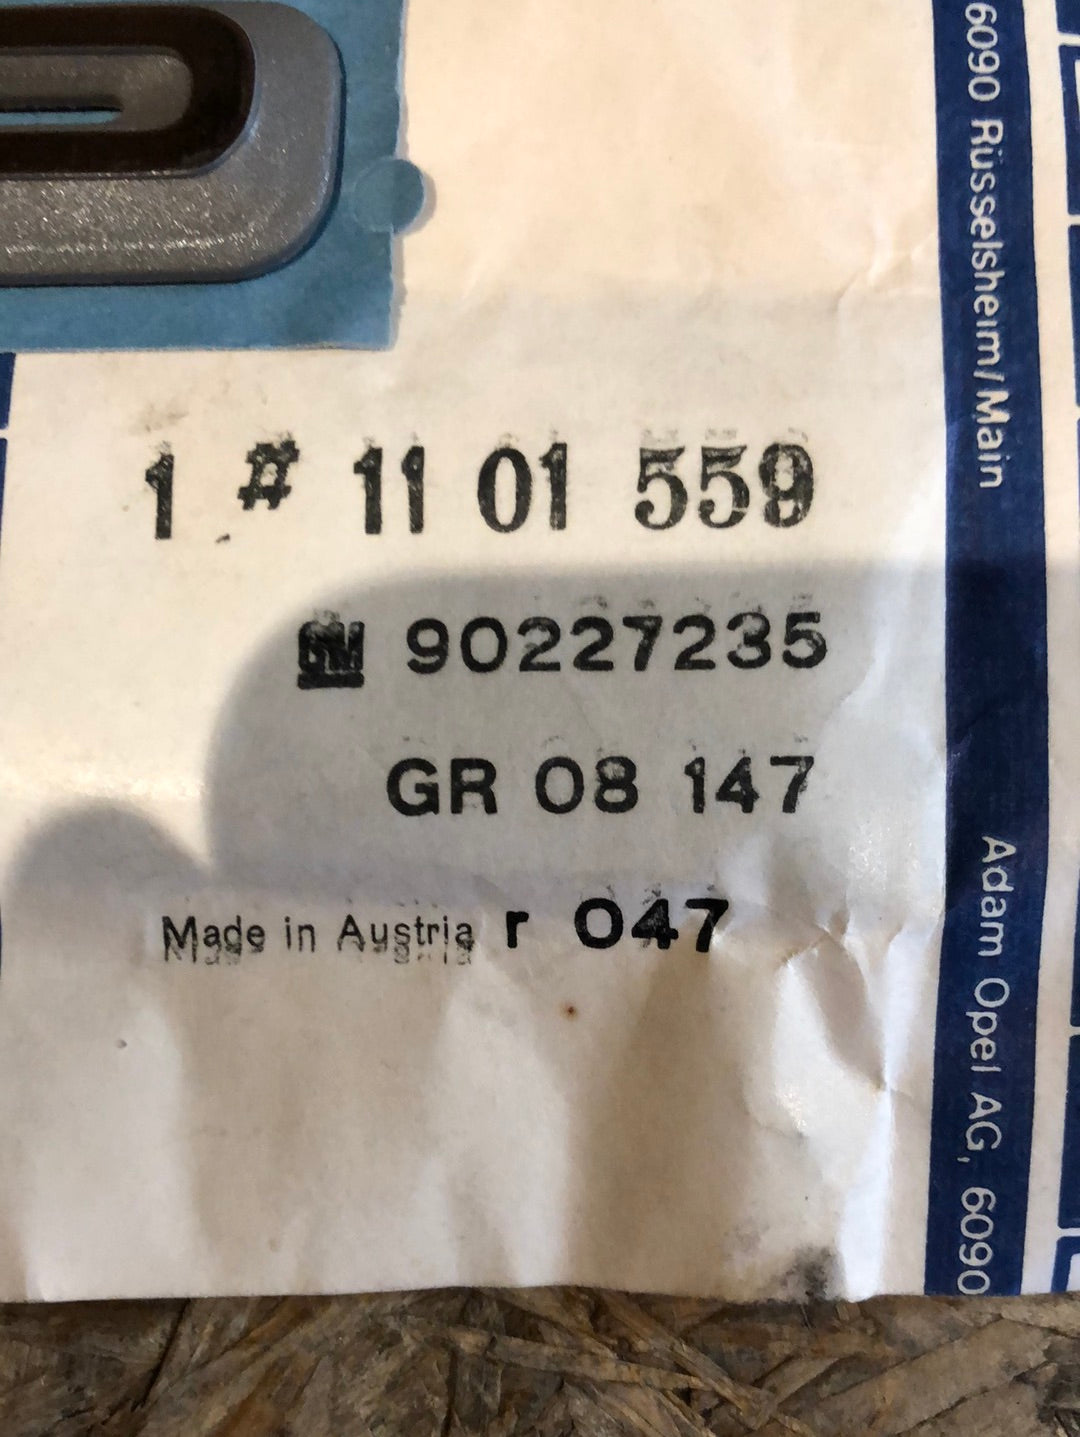 1 # 11 01 559
GM 90227235
GR 08 147
Made in Austria r 047
6090 Rüsselsheim/Main
Adam Opel AG, 6090